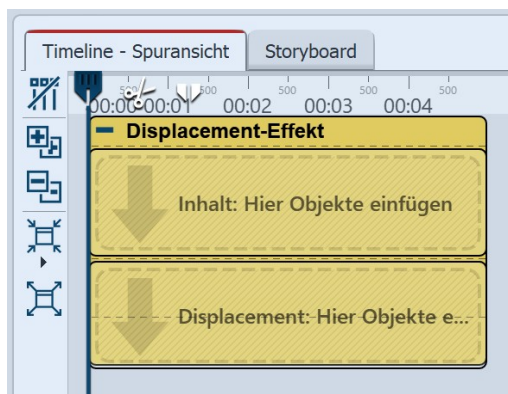 Timeline - Spuransicht Storyboard
500 500 500 500 500
00:00 00:01 00:02 00:03 00:04
Displacement-Effekt
Inhalt: Hier Objekte einfügen
Displacement: Hier Objekte e...